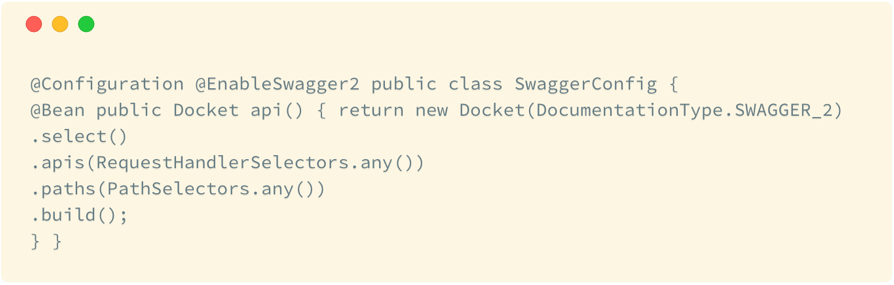 @Configuration @EnableSwagger2 public class SwaggerConfig {
@Bean public Docket api() { return new Docket(DocumentationType.SWAGGER_2)
.select()
.apis(RequestHandlerSelectors.any())
.paths(PathSelectors.any())
.build();
} }